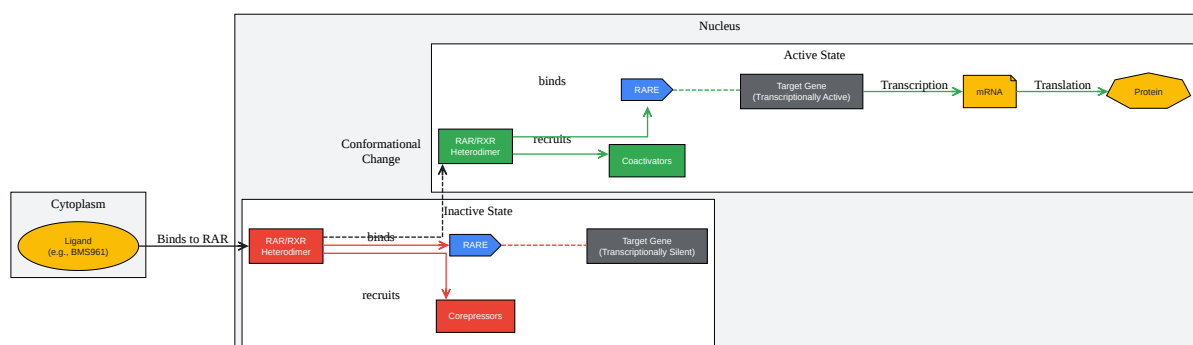 Nucleus
Active State
binds
RARE
Target Gene
(Transcriptionally Active)
Transcription
mRNA
Translation
Protein
RAR/RXR
Heterodimer
recruits
Coactivators
Conformational
Change
Cytoplasm
Ligand
(e.g., BMS961)
Binds to RAR
Inactive State
RAR/RXR
Heterodimer
binds
RARE
Target Gene
(Transcriptionally Silent)
recruits
Corepressors